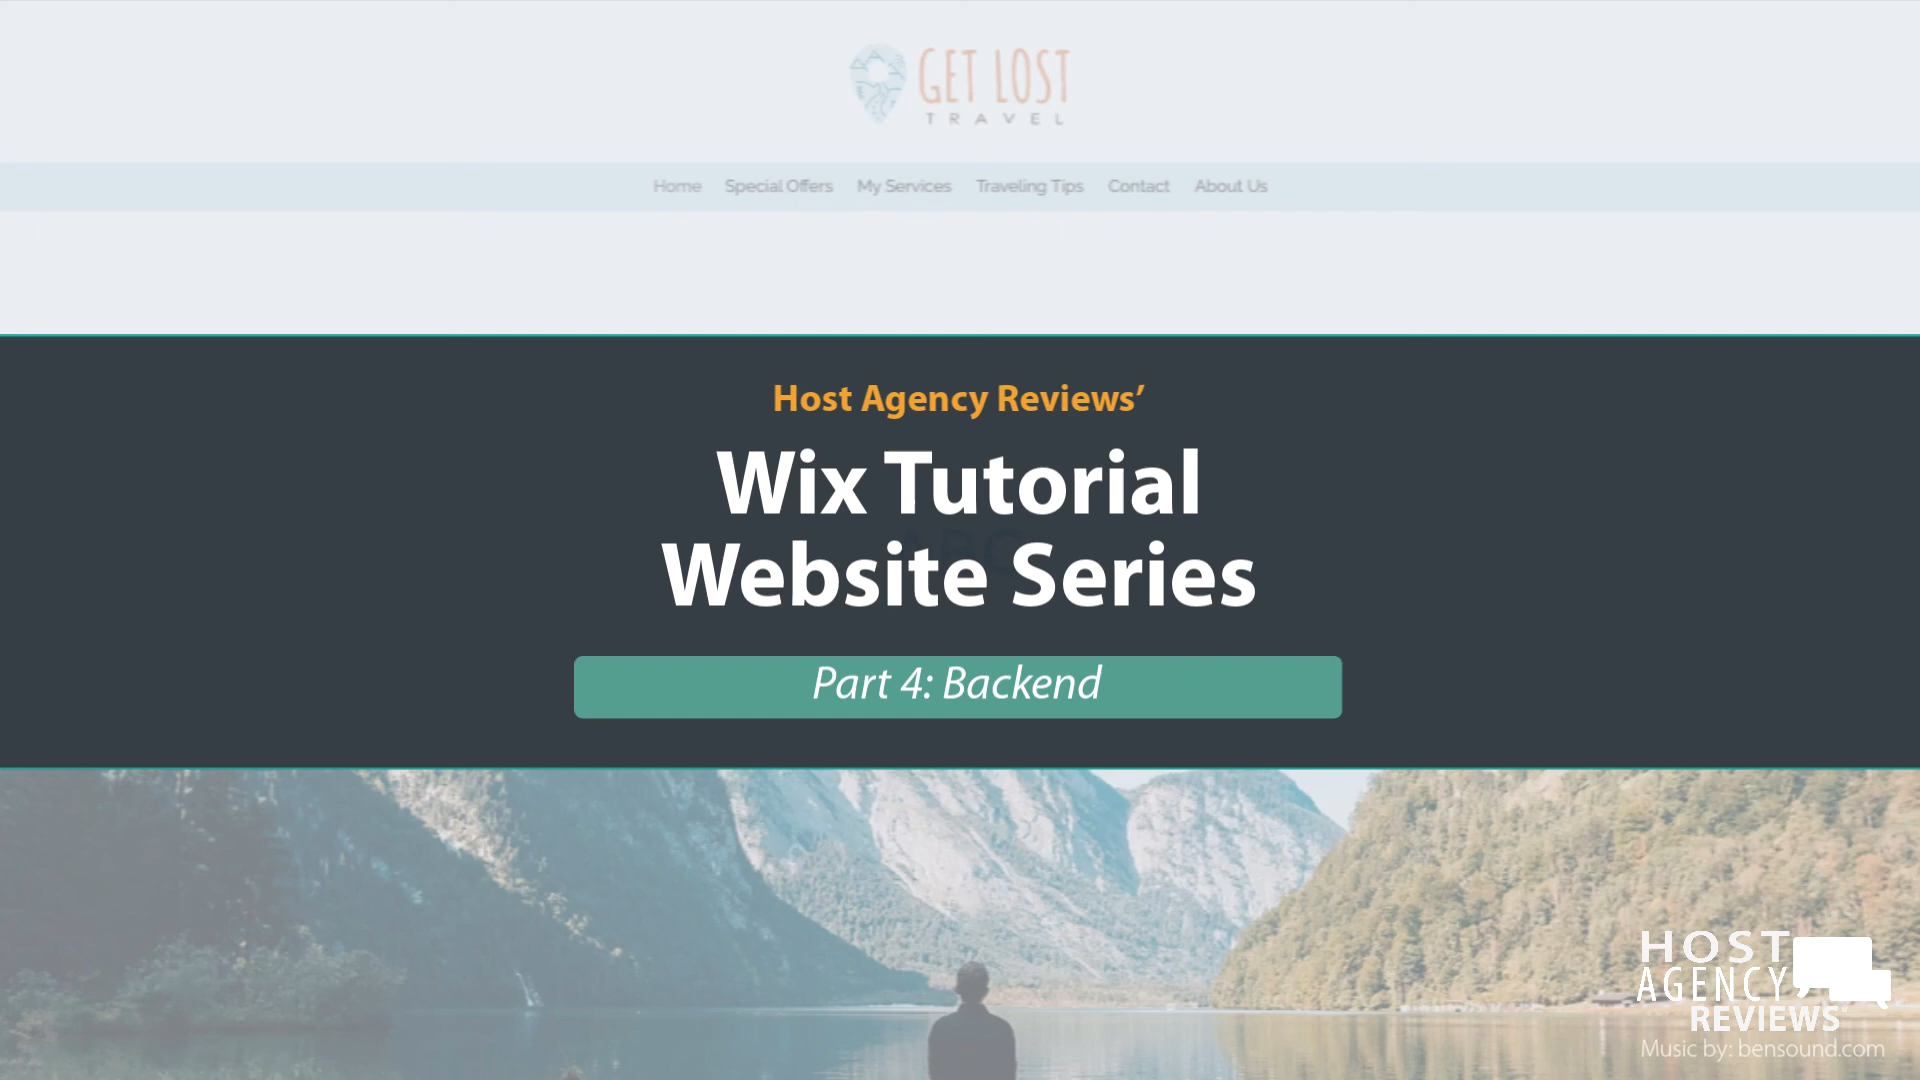 GET LOST
TRAVEL
Home Special Offers My Services Traveling Tips Contact About Us
Host Agency Reviews’
Wix Tutorial
Website Series
Part 4: Backend
HOST
AGENCY
REVIEWS
Music by: bensound.com